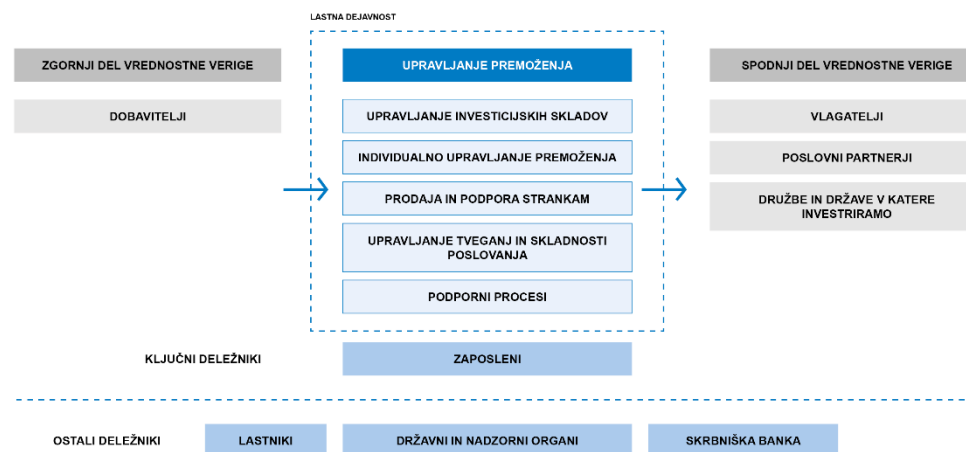 LASTNA DEJAVNOST
ZGORNJI DEL VREDNOSTNE VERIGE
UPRAVLJANJE PREMOŽENJA
SPODNJI DEL VREDNOSTNE VERIGE
DOBAVITELJI
UPRAVLJANJE INVESTICIJSKIH SKLADOV
VLAGATELJI
INDIVIDUALNO UPRAVLJANJE PREMOŽENJA
POSLOVNI PARTNERJI
PRODAJA IN PODPORA STRANKAM
DRUŽBE IN DRŽAVE V KATERE
INVESTRIRAMO
UPRAVLJANJE TVEGANJ IN SKLADNOSTI
POSLOVANJA
PODPORNI PROCESI
KLJUČNI DELEŽNIKI
ZAPOSLENI
OSTALI DELEŽNIKI
LASTNIKI
DRŽAVNI IN NADZORNI ORGANI
SKRBNIŠKA BANKA